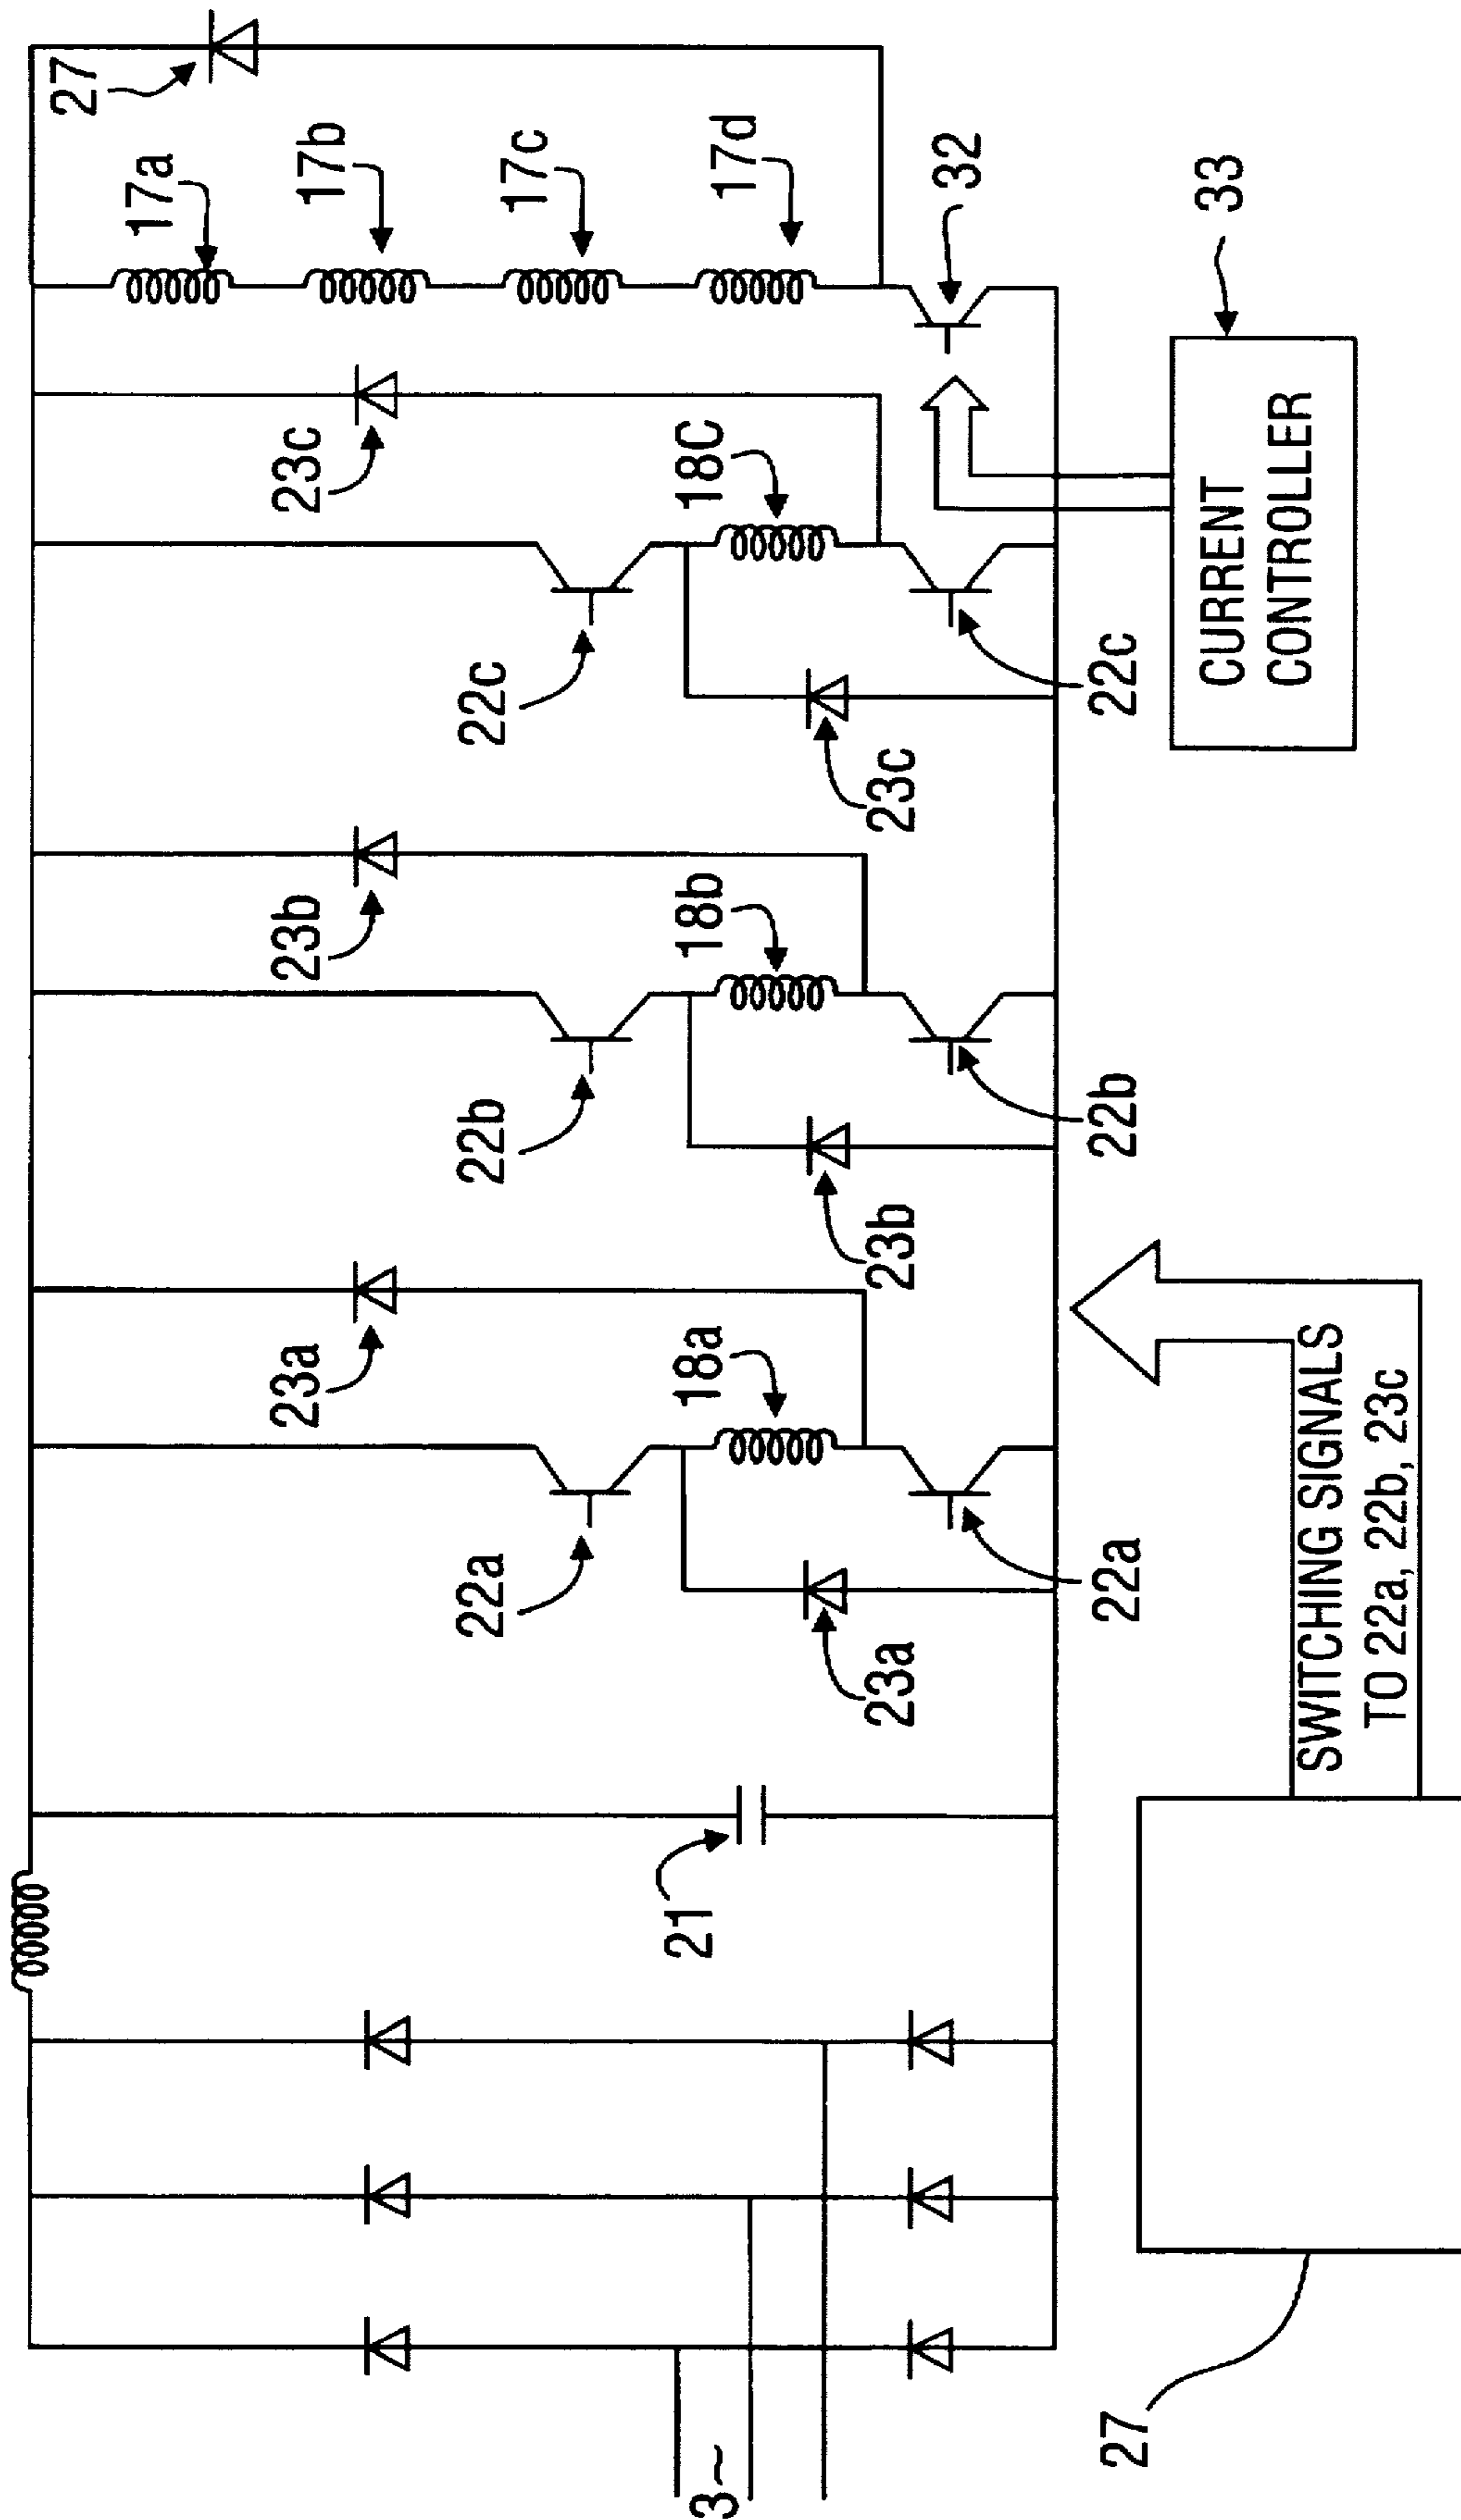 27
17a
17b
17c
17d
32
33
23c
18C
22c
22c
23c
CURRENT
CONTROLLER
23b
18b
22b
22b
23b
23a
18a
22a
22a
23a
SWITCHING SIGNALS
TO 22a, 22b, 23c
21
3~
27